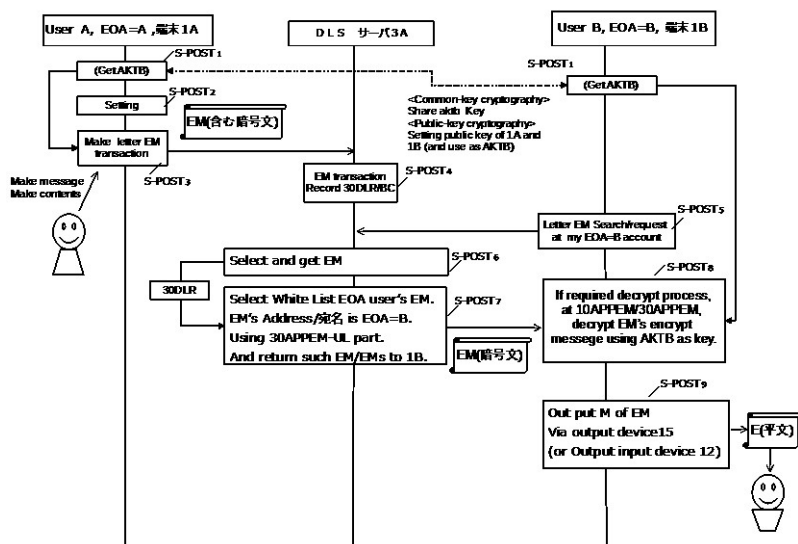 User A, EOA=A ,端末1A
DLS サーバ3A
User B, EOA=B, 端末1B
S-POST1
(GetAKTB)
S-POST1
(GetAKTB)
S-POST2
Setting
EM(含む暗号文)
<Common-key cryptography>
Share aktb Key
<Public-key cryptography>
Setting public key of 1A and
1B (and use as AKTB)
Make letter EM
transaction
S-POST3
Make message
Make contents
S-POST4
EM transaction
Record 30DLR/BC
S-POST5
Letter EM Search/request
at my EOA=B account
S-POST6
Select and get EM
30DLR
S-POST7
Select White List EOA user's EM.
EM's Address/宛名 is EOA=B.
Using 30APPEM-UL part.
And return such EM/EMs to 1B.
EM(暗号文)
S-POST8
If required decrypt process,
at 10APPEM/30APPEM,
decrypt EM's encrypt
messege using AKTB as key.
S-POST9
Out put M of EM
Via output device15
(or Output input device 12)
E(平文)